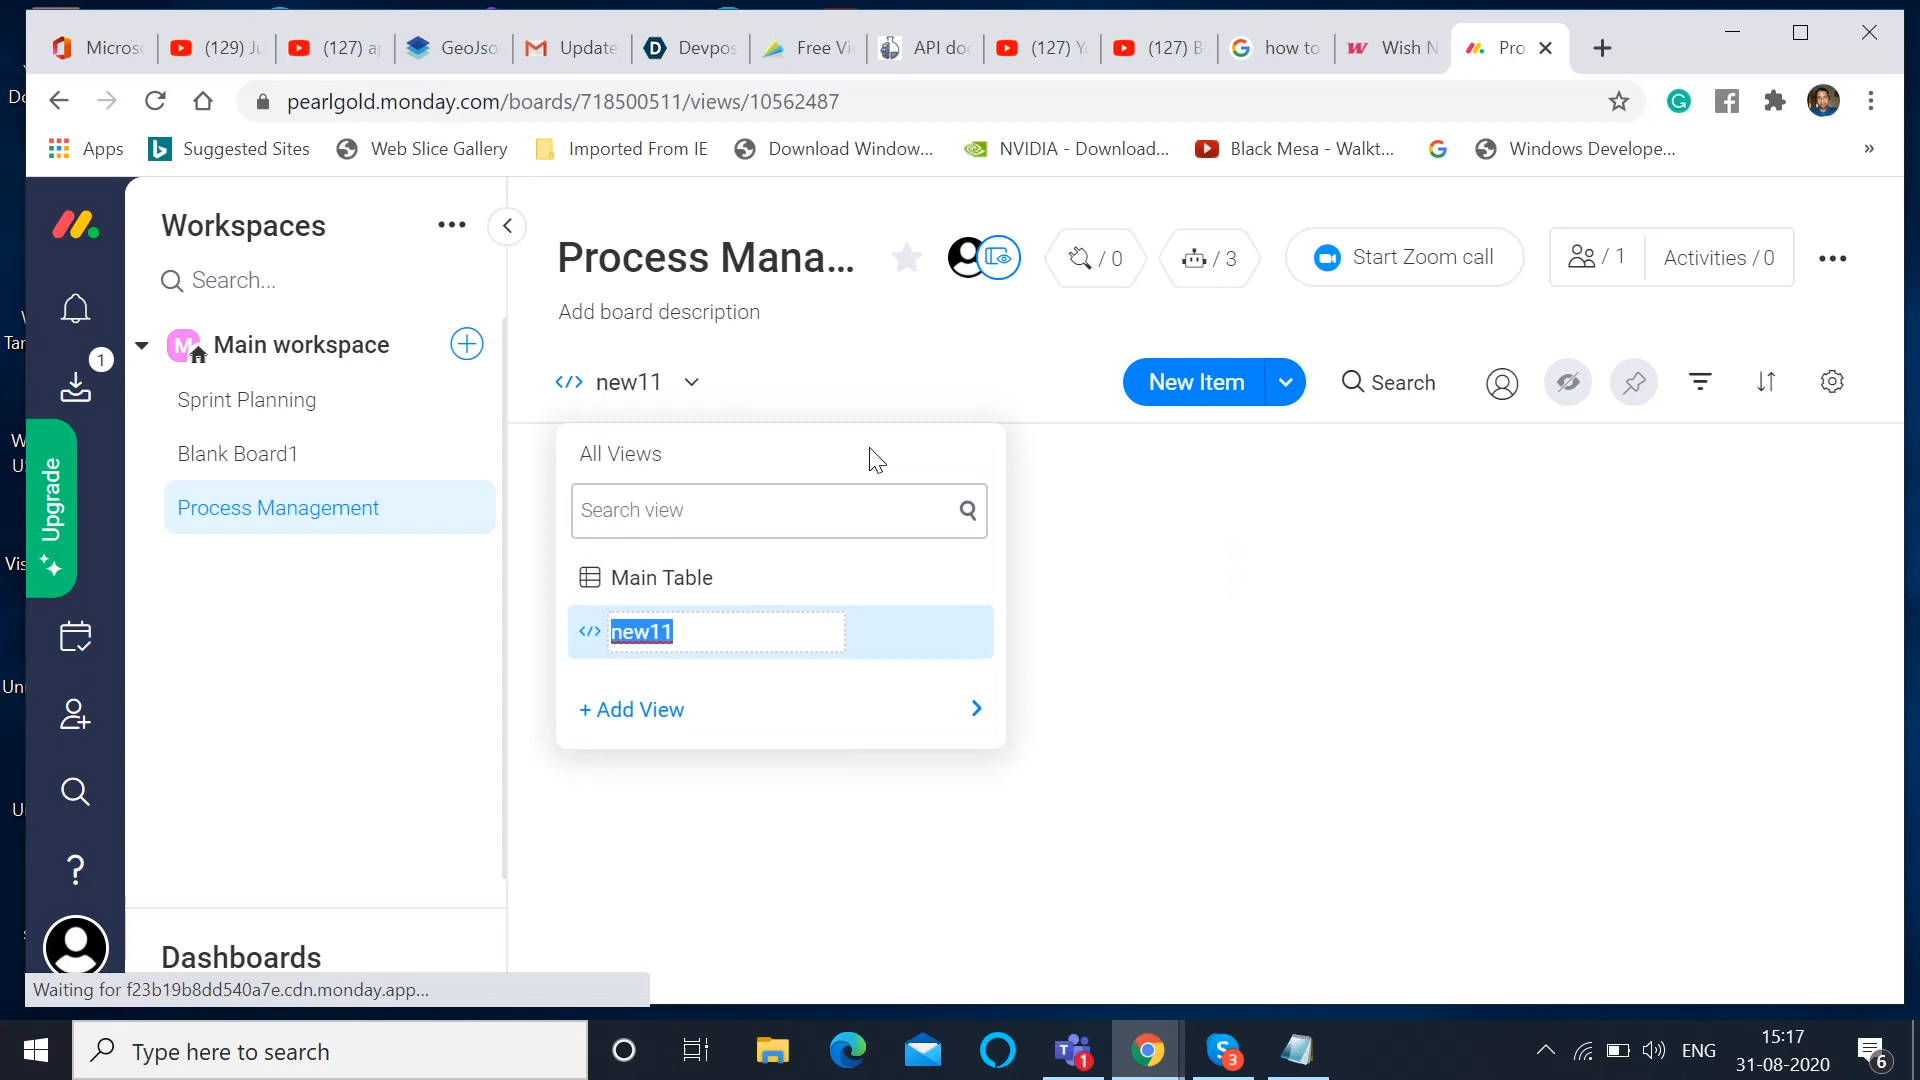 Micros
(129) Ju
(127) a
GeoJso
Update
Devpos
Free Vi
API do
(127) Y
(127) B
how to
Wish N
Pro
pearlgold.monday.com/boards/718500511/views/10562487
Apps
Suggested Sites
Web Slice Gallery
Imported From IE
Download Window...
NVIDIA - Download...
Black Mesa - Walkt...
Windows Develope...
»
Workspaces
Search...
M Main workspace
Sprint Planning
Blank Board1
Process Management
Dashboards
1
Upgrade
Process Mana...
/ 0
/ 3
Start Zoom call
/ 1
Activities / 0
Add board description
</> new11
New Item
Search
All Views
Search view
Main Table
</> new11
+ Add View
Waiting for f23b19b8dd540a7e.cdn.monday.app...
Type here to search
1
3
ENG
15:17
31-08-2020
6